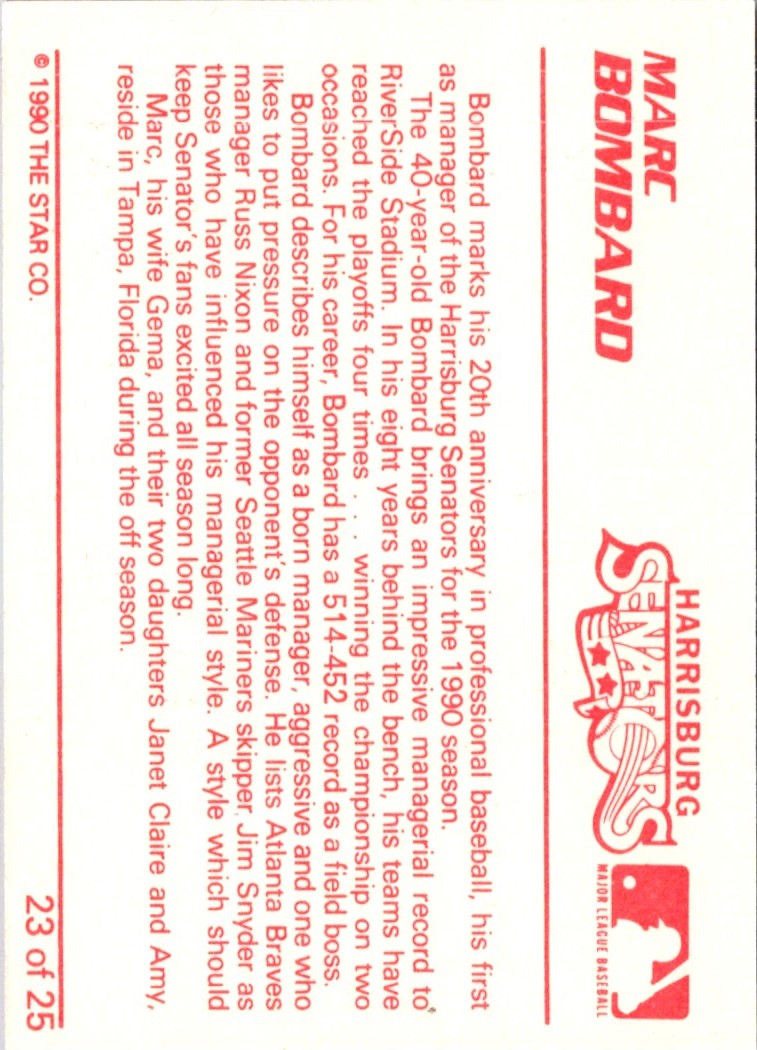 MARC
BOMBARD
HARRISBURG
SENATORS
MAJOR LEAGUE BASEBALL
Bombard marks his 20th anniversary in professional baseball, his first
as manager of the Harrisburg Senators for the 1990 season.
The 40-year-old Bombard brings an impressive managerial record to
RiverSide Stadium. In his eight years behind the bench, his teams have
reached the playoffs four times . . . winning the championship on two
occasions. For his career, Bombard has a 514-452 record as a field boss.
Bombard describes himself as a born manager, aggressive and one who
likes to put pressure on the opponent's defense. He lists Atlanta Braves
manager Russ Nixon and former Seattle Mariners skipper, Jim Snyder as
those who have influenced his managerial style. A style which should
keep Senator's fans excited all season long.
Marc, his wife Gema, and their two daughters Janet Claire and Amy,
reside in Tampa, Florida during the off season.
© 1990 THE STAR CO.
23 of 25